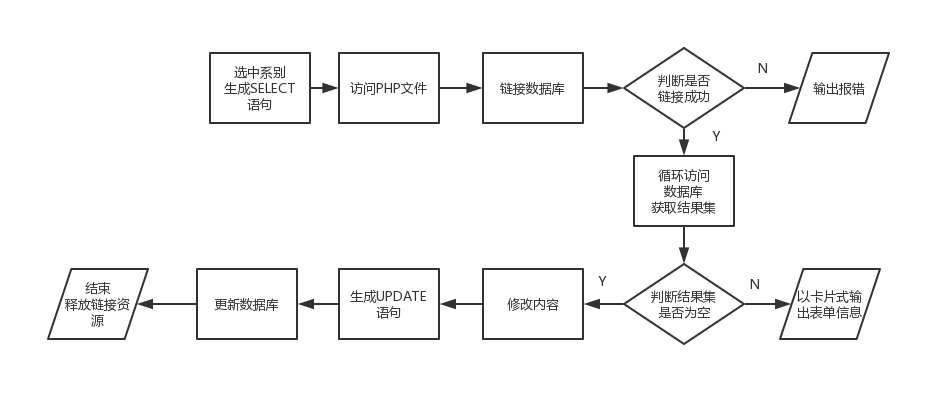 选中系别
生成SELECT
语句
访问PHP文件
链接数据库
判断是否
链接成功
N
输出报错
Y
循环访问
数据库
获取结果集
判断结果集
是否为空
N
以卡片式输
出表单信息
Y
修改内容
生成UPDATE
语句
更新数据库
结束
释放链接资
源